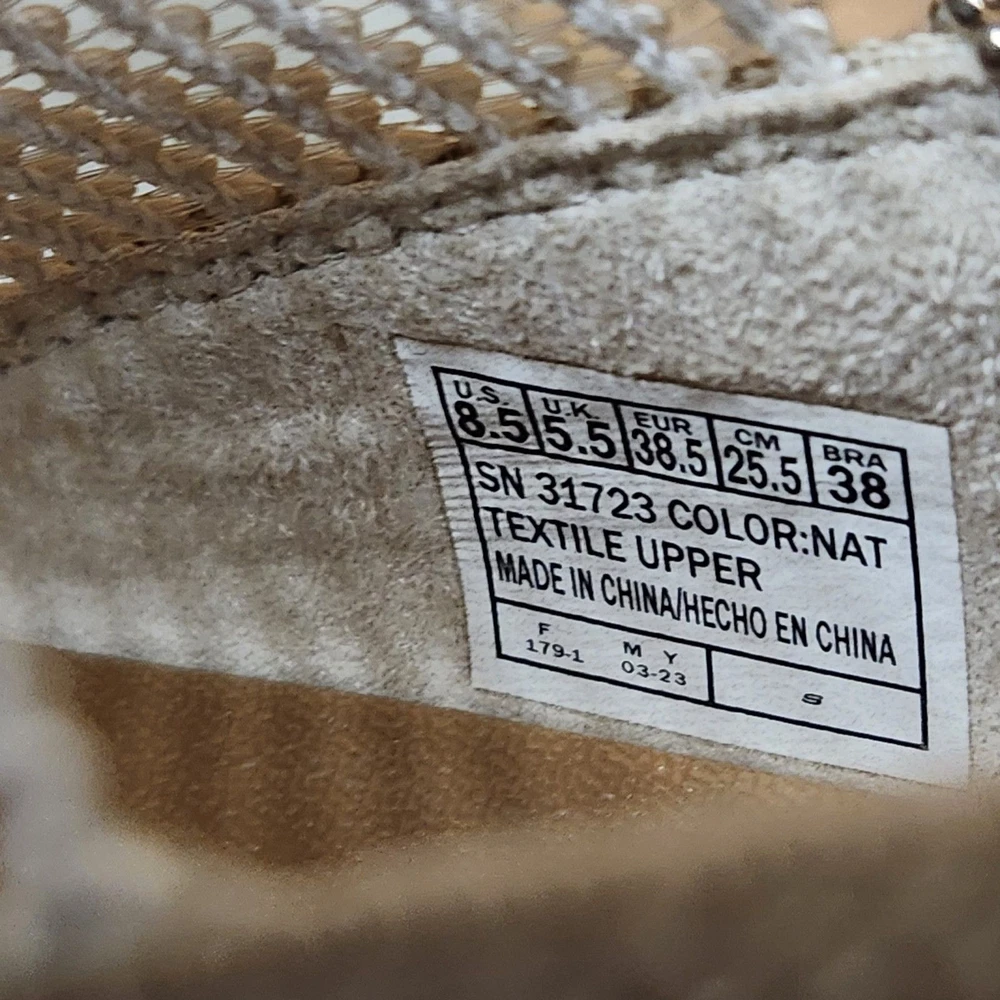 U.S. U.K. EUR CM BRA
8.5 5.5 38.5 25.5 38
SN 31723 COLOR:NAT
TEXTILE UPPER
MADE IN CHINA/HECHO EN CHINA
F M Y
179-1 03-23 S